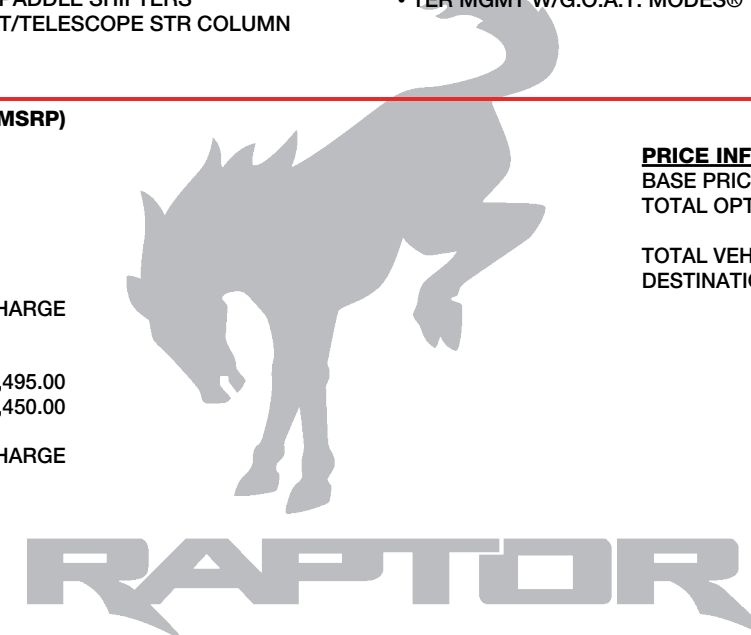 PADDLE SHIFTERS
T/TELESCOPE STR COLUMN
• TER MGMT W/G.O.A.T. MODES®
MSRP)
HARGE
,495.00
,450.00
HARGE
PRICE INF
BASE PRIC
TOTAL OPT
TOTAL VEH
DESTINATIO
RAPTOR